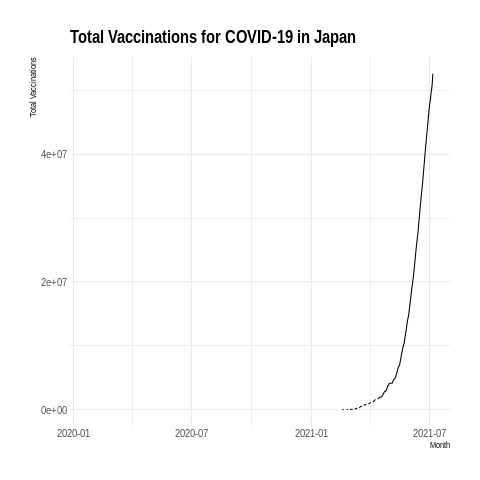 Total Vaccinations for COVID-19 in Japan
Total Vaccinations
4e+07
2e+07
0e+00
2020-01 2020-07 2021-01 2021-07
Month